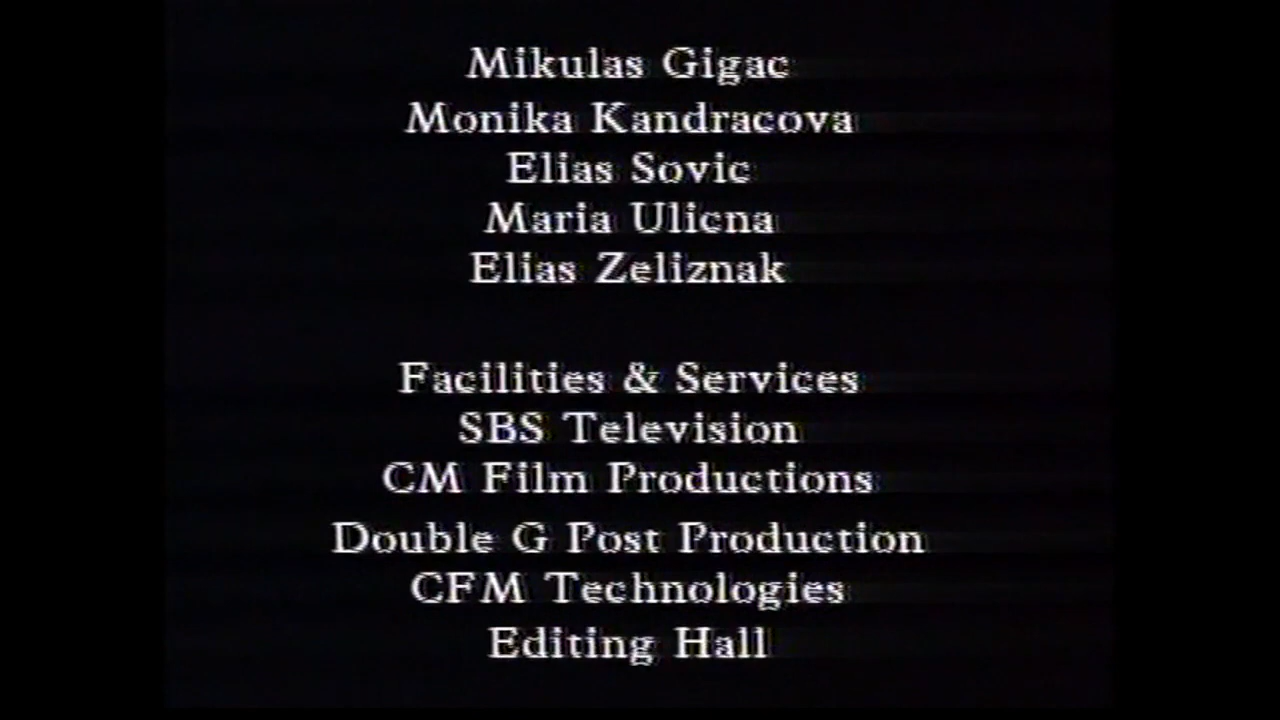 Mikulas Gigac
Monika Kandracova
Elias Sovic
Maria Ulicna
Elias Zeliznak
Facilities & Services
SBS Television
CM Film Productions
Double G Post Production
CFM Technologies
Editing Hall